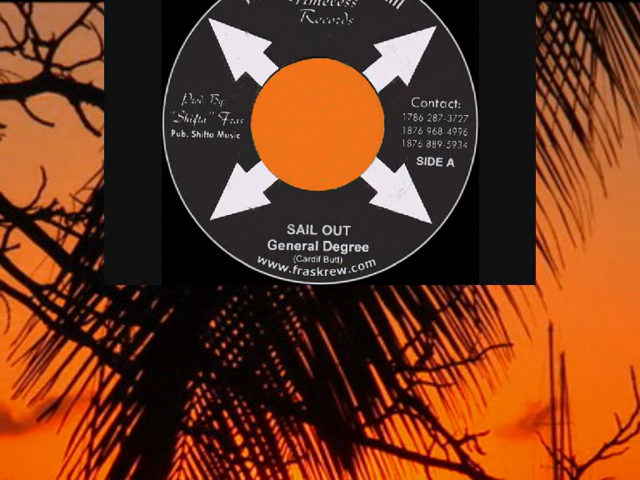 Timeless
Records
Prod. By:
"Shifta" Fras
Pub. Shifta Music
Contact:
1786 287-3727
1876 968-4996
1876 889-5934
SIDE A
SAIL OUT
General Degree
(Cardif Butt)
www.fraskrew.com